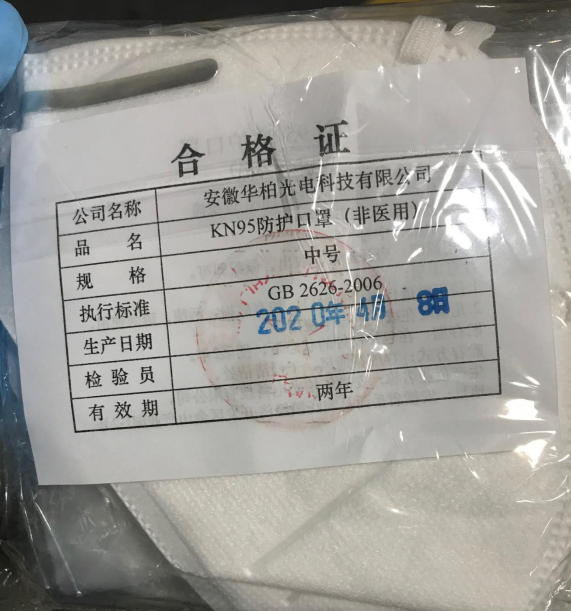 合格证
公司名称 安徽华柏光电科技有限公司
品名 KN95防护口罩（非医用）
规格 中号
执行标准 GB 2626-2006
生产日期 2020年4月8日
检验员
有效期 两年